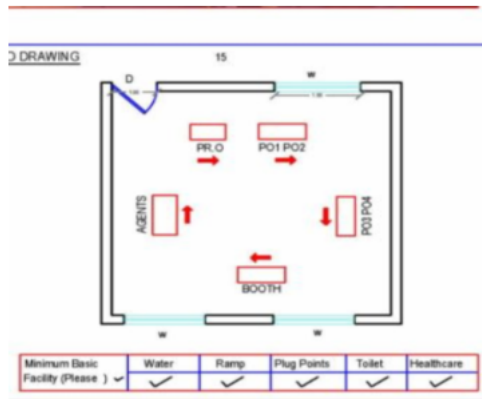 D DRAWING
15
D
W
PR.O
PO1 PO2
AGENTS
PO3 PO4
BOOTH
W
W
Minimum Basic Facility (Please ) ✓
Water
Ramp
Plug Points
Toilet
Healthcare
✓
✓
✓
✓
✓